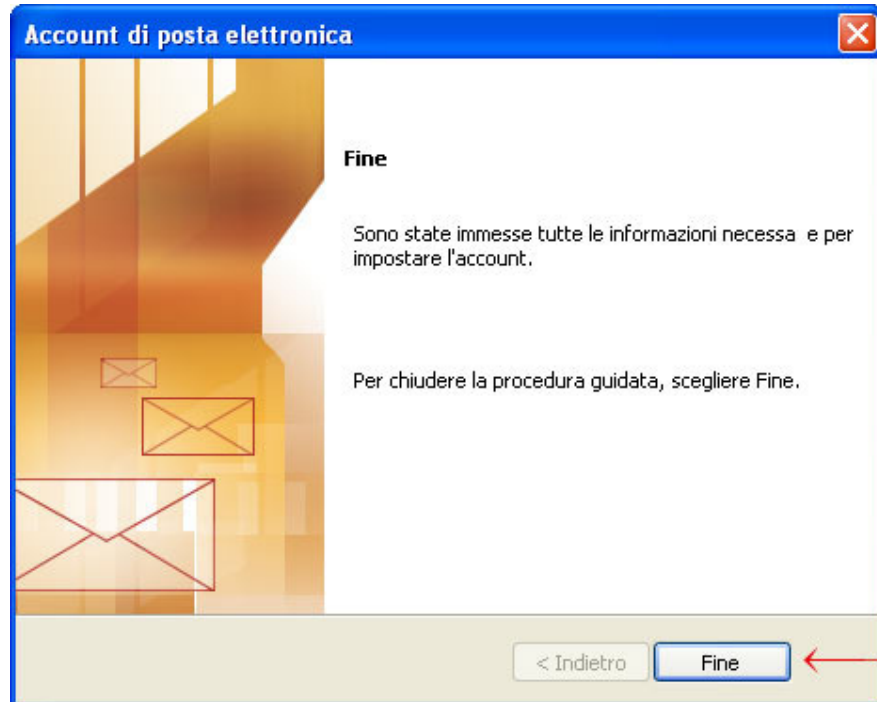 Account di posta elettronica
Fine
Sono state immesse tutte le informazioni necessa e per
impostare l'account.
Per chiudere la procedura guidata, scegliere Fine.
< Indietro
Fine